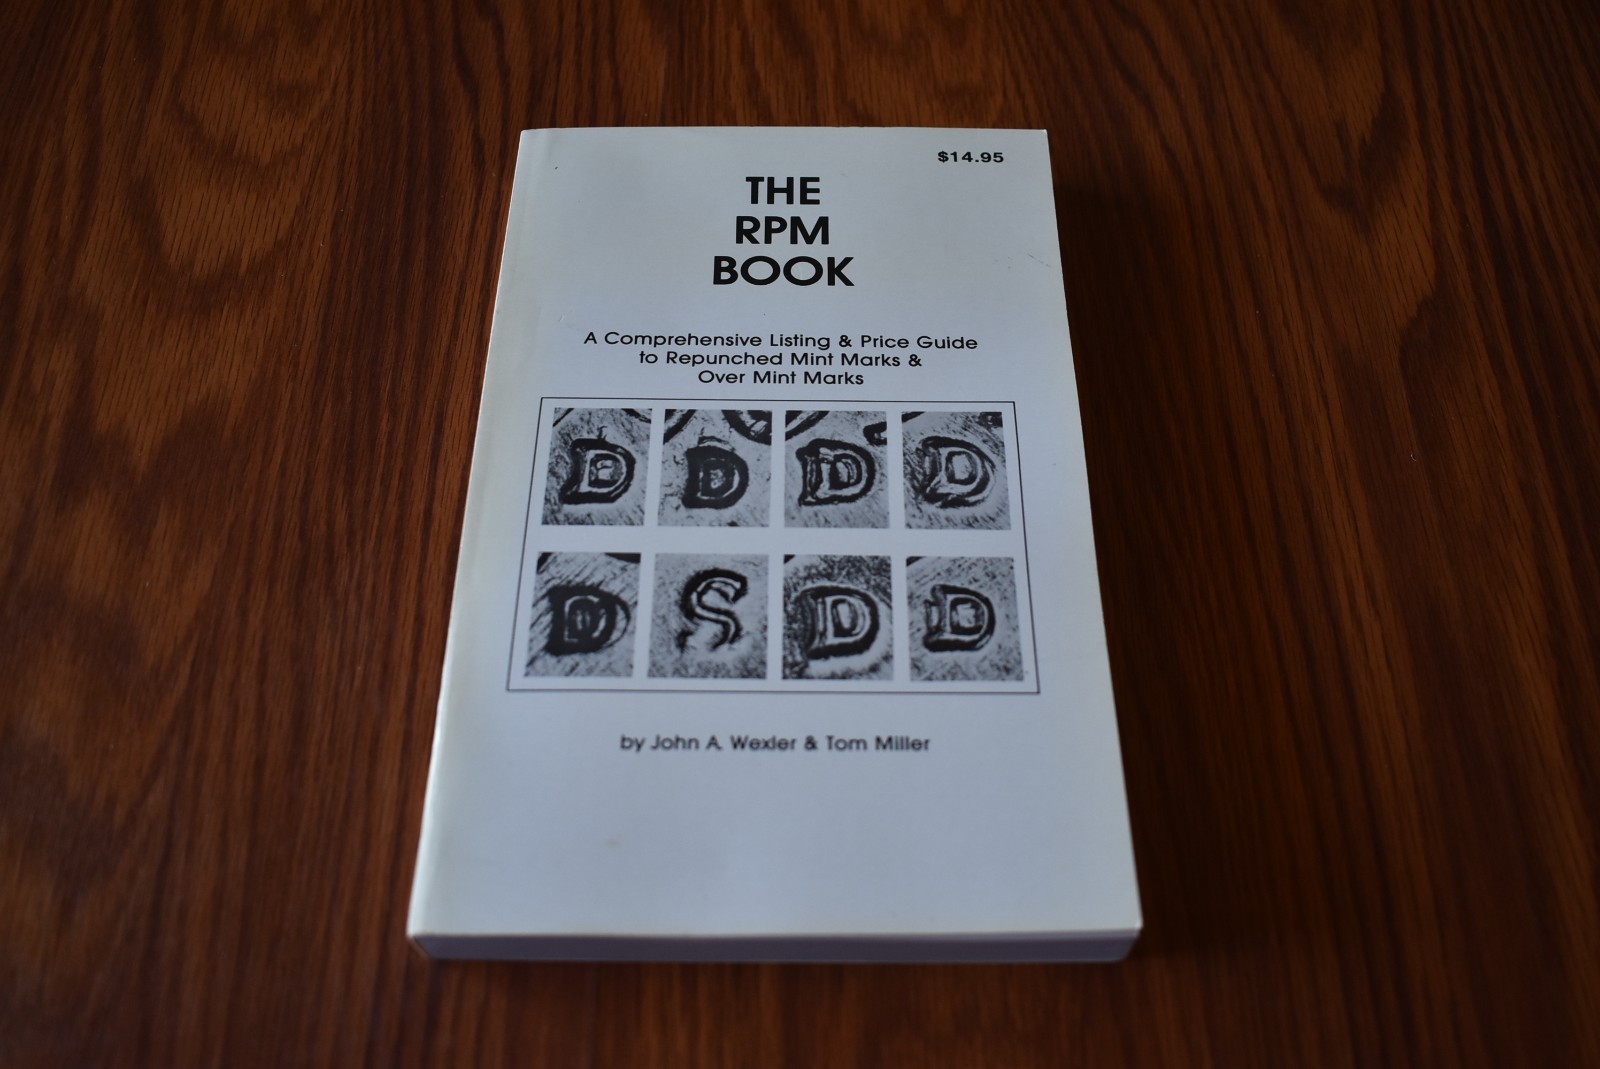 $14.95
THE
RPM
BOOK
A Comprehensive Listing & Price Guide
to Repunched Mint Marks &
Over Mint Marks
D D D D
D S D D
by John A. Wexler & Tom Miller